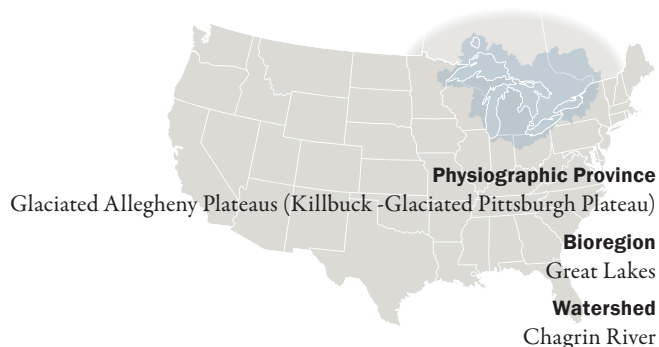 Physiographic Province
Glaciated Allegheny Plateaus (Killbuck -Glaciated Pittsburgh Plateau)
Bioregion
Great Lakes
Watershed
Chagrin River